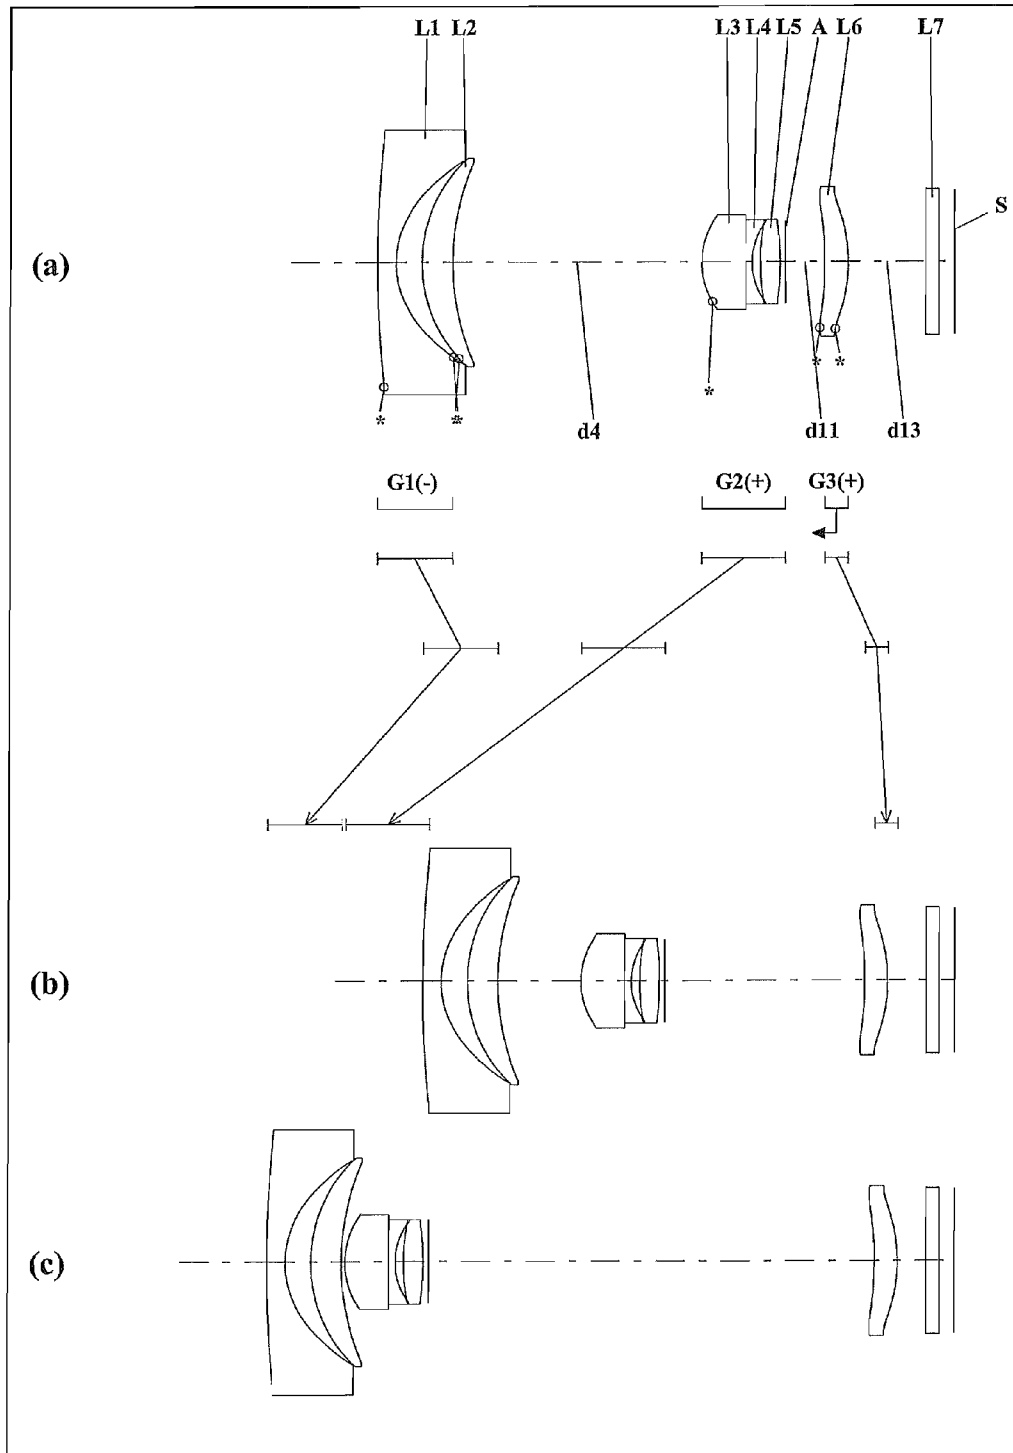 L1 L2 L3 L4 L5 A L6 L7
S
(a)
* * * * *
d4 d11 d13
G1(-) G2(+) G3(+)
(b)
(c)